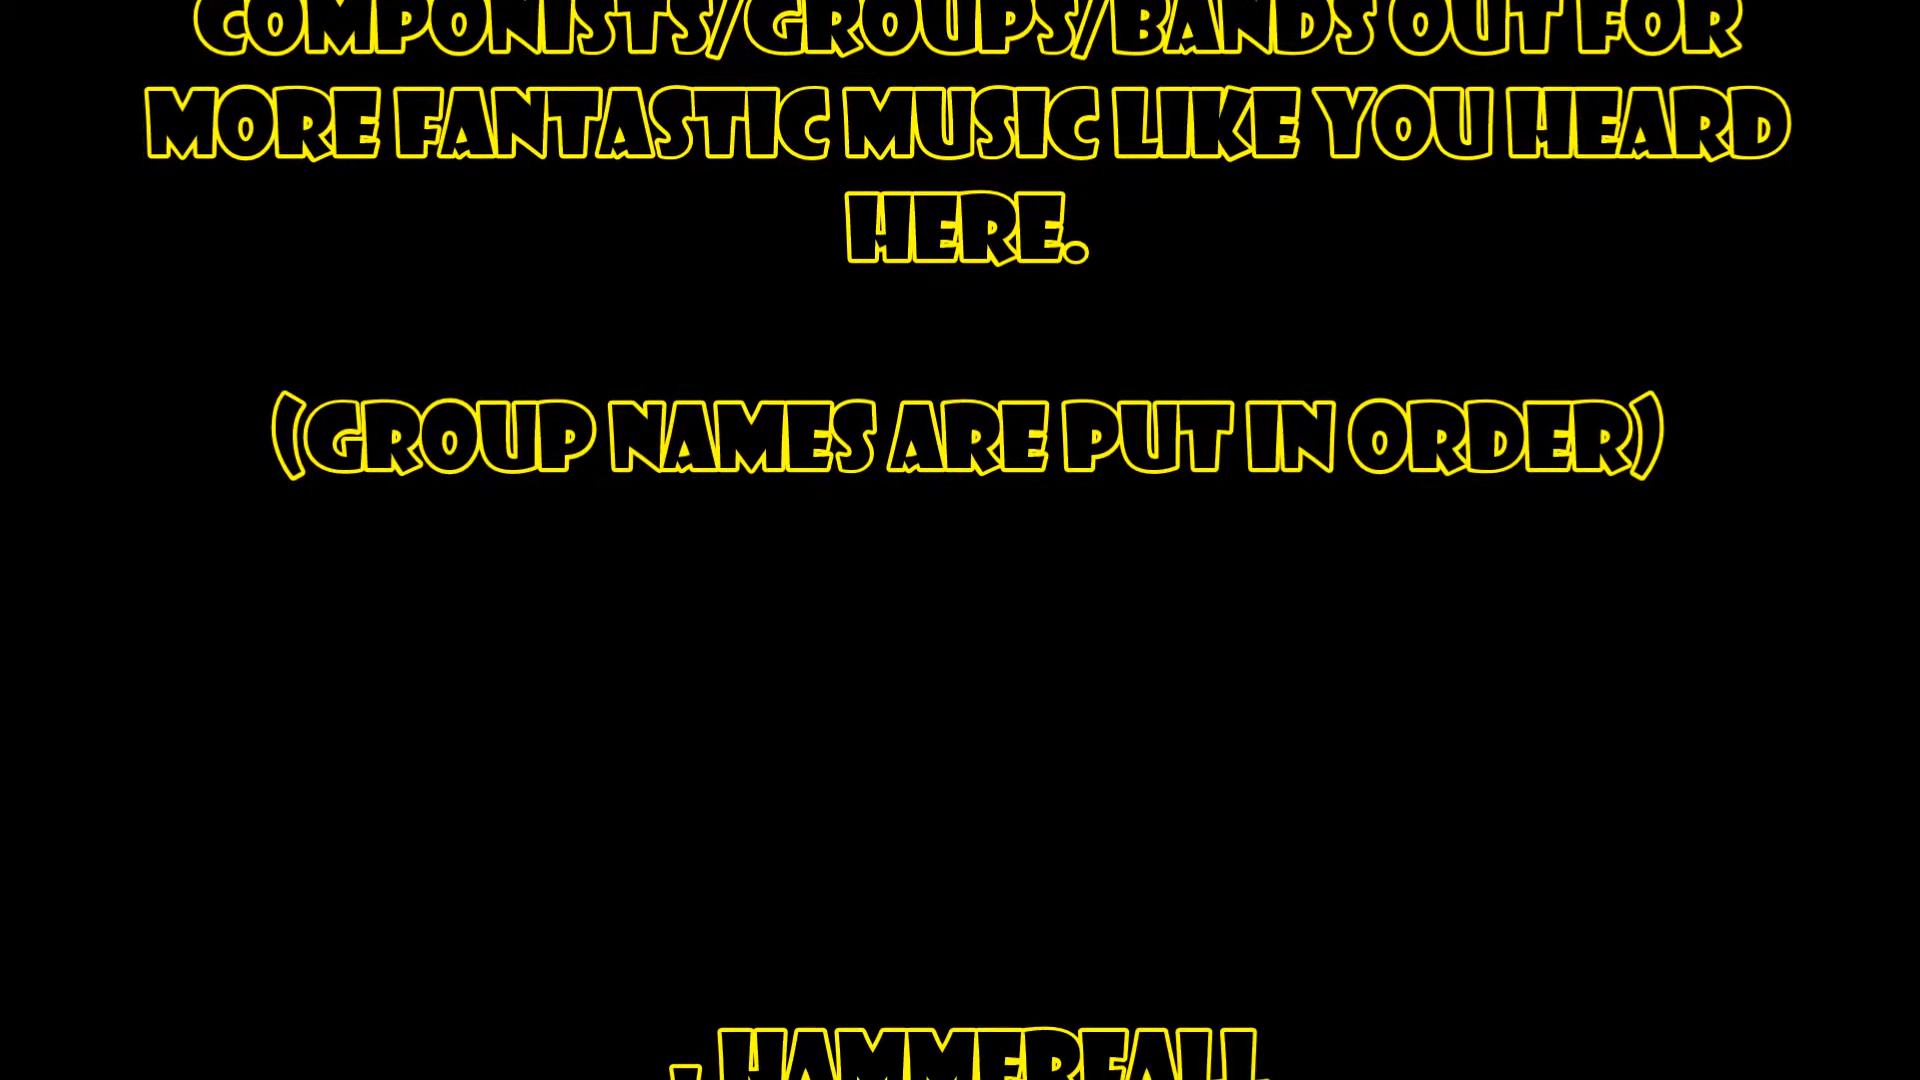 COMPONISTS/GROUPS/BANDS OUT FOR
MORE FANTASTIC MUSIC LIKE YOU HEARD
HERE.
(GROUP NAMES ARE PUT IN ORDER)
- HAMMERFALL